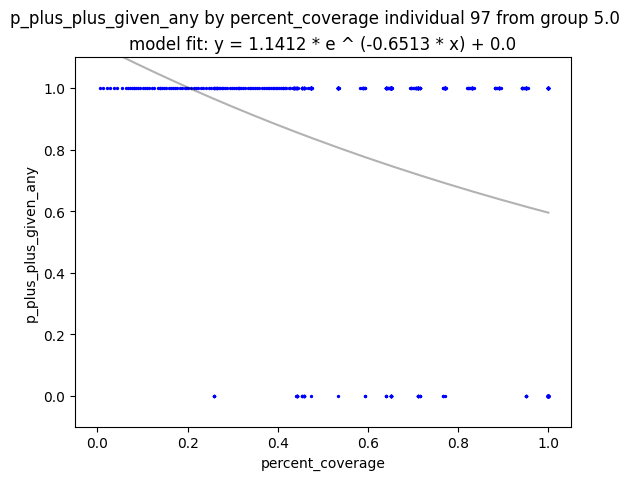 p_plus_plus_given_any by percent_coverage individual 97 from group 5.0
model fit: y = 1.1412 * e ^ (-0.6513 * x) + 0.0
1.0
0.8
0.6
0.4
0.2
0.0
p_plus_plus_given_any
0.0 0.2 0.4 0.6 0.8 1.0
percent_coverage